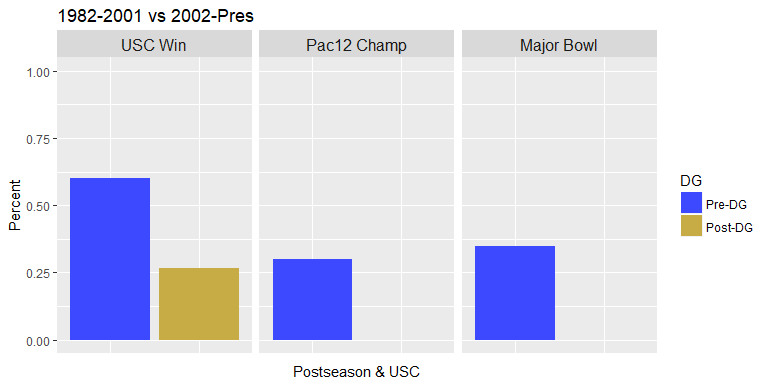 1982-2001 vs 2002-Pres
USC Win
Pac12 Champ
Major Bowl
1.00
0.75
0.50
0.25
0.00
Percent
Postseason & USC
DG
Pre-DG
Post-DG